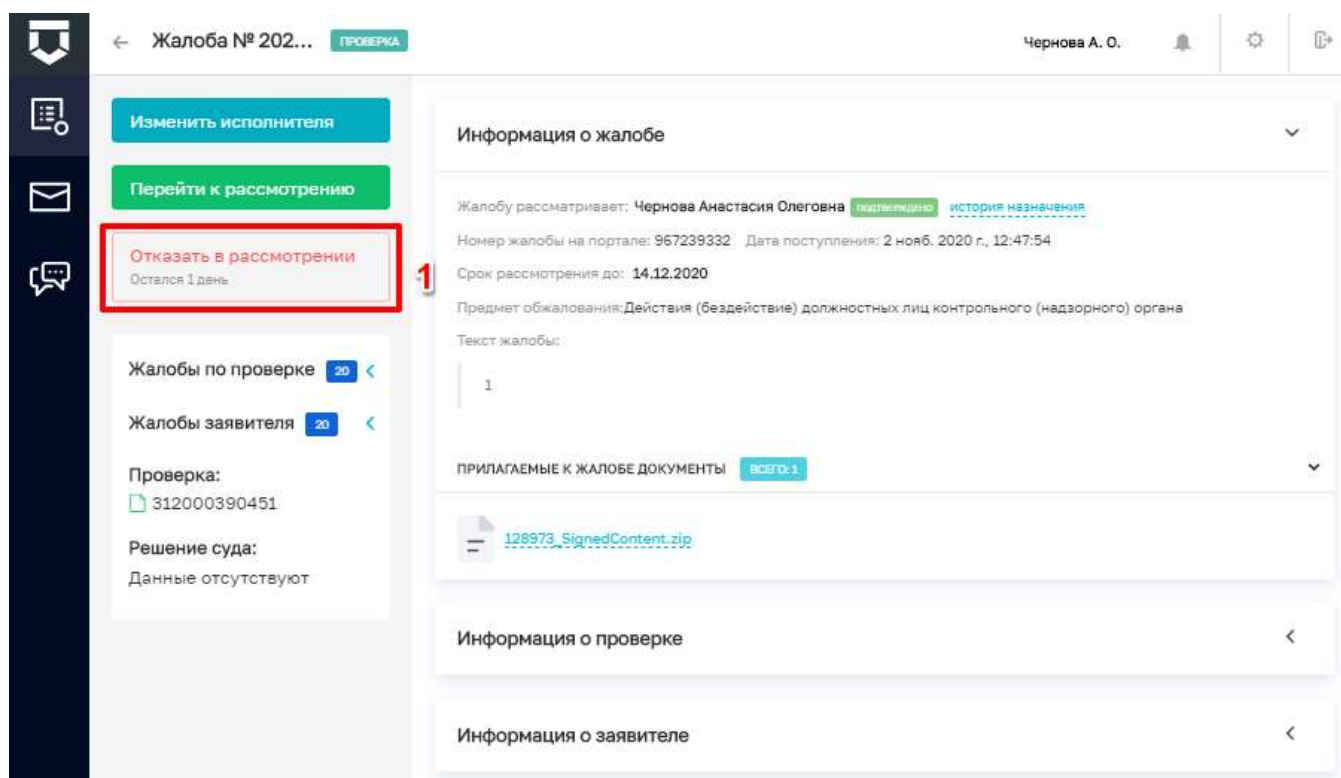 Жалоба № 202... ПРОВЕРКА
Чернова А. О.
Изменить исполнителя
Перейти к рассмотрению
Отказать в рассмотрении
Остался 1 день
1
Жалобы по проверке 20
Жалобы заявителя 20
Проверка:
312000390451
Решение суда:
Данные отсутствуют
Информация о жалобе
Жалобу рассматривает: Чернова Анастасия Олеговна подтверждено история назначения
Номер жалобы на портале: 967239332 Дата поступления: 2 нояб. 2020 г., 12:47:54
Срок рассмотрения до: 14.12.2020
Предмет обжалования:Действия (бездействие) должностных лиц контрольного (надзорного) органа
Текст жалобы:
1
ПРИЛАГАЕМЫЕ К ЖАЛОБЕ ДОКУМЕНТЫ ВСЕГО: 1
128973_SignedContent.zip
Информация о проверке
Информация о заявителе